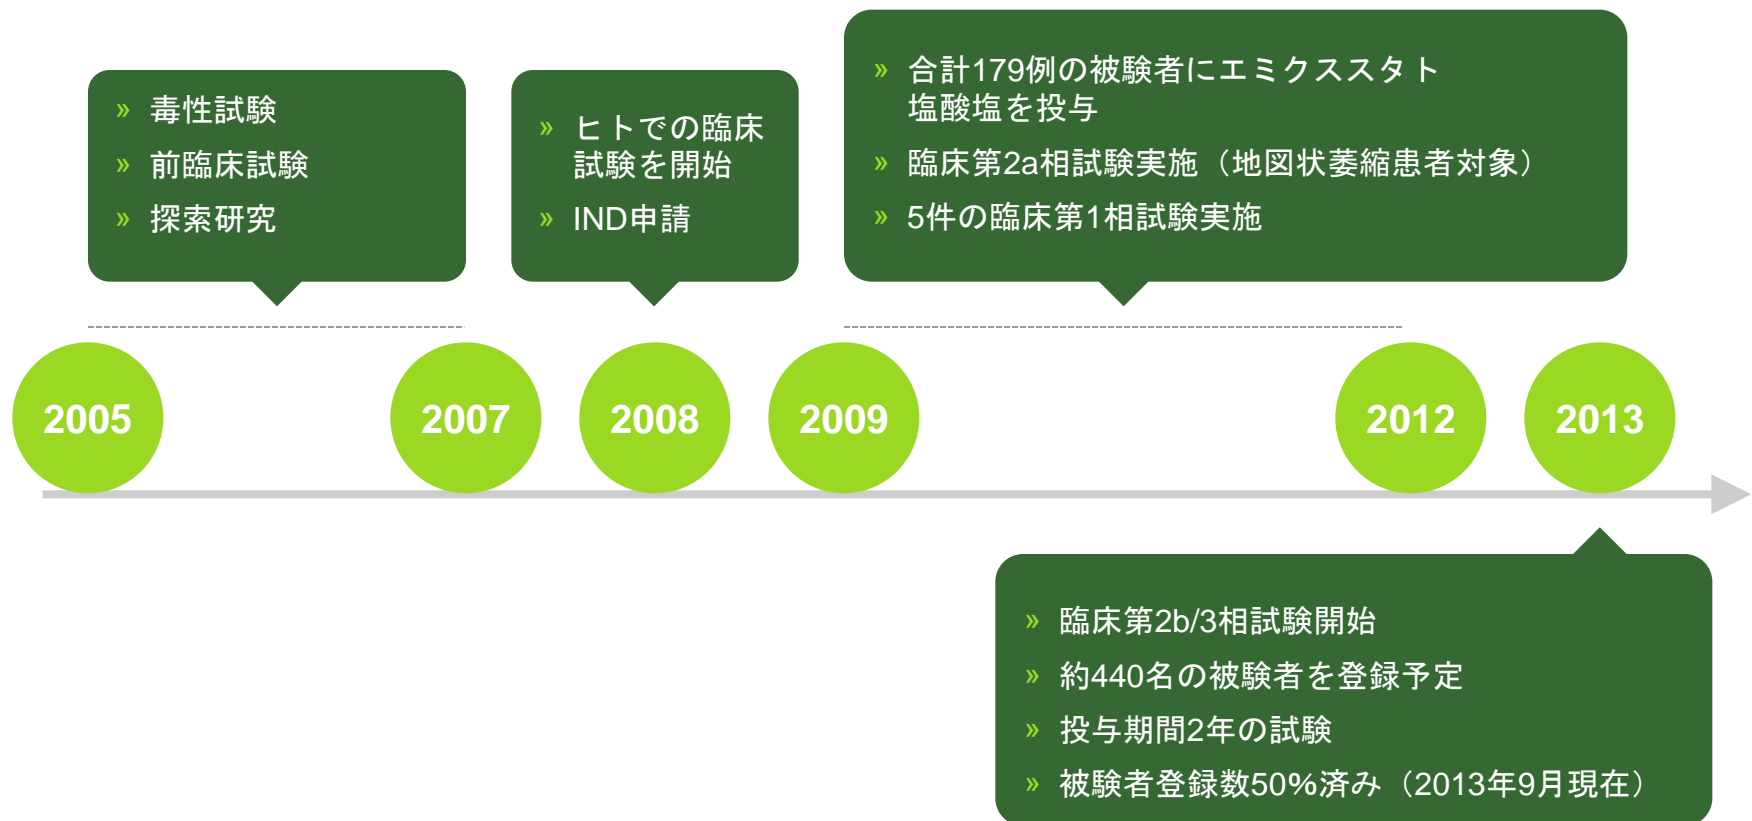 » 毒性試験
» 前臨床試験
» 探索研究
» ヒトでの臨床
試験を開始
» IND申請
» 合計179例の被験者にエミクススタト
塩酸塩を投与
» 臨床第2a相試験実施（地図状萎縮患者対象）
» 5件の臨床第1相試験実施
2005
2007
2008
2009
2012
2013
» 臨床第2b/3相試験開始
» 約440名の被験者を登録予定
» 投与期間2年の試験
» 被験者登録数50%済み（2013年9月現在）